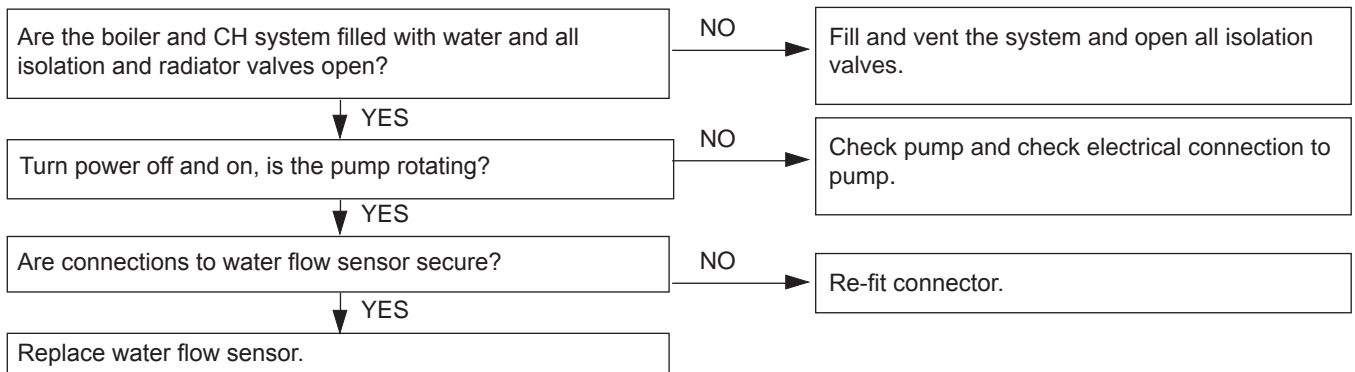 Are the boiler and CH system filled with water and all
isolation and radiator valves open?
NO
Fill and vent the system and open all isolation
valves.
YES
Turn power off and on, is the pump rotating?
NO
Check pump and check electrical connection to
pump.
YES
Are connections to water flow sensor secure?
NO
Re-fit connector.
YES
Replace water flow sensor.